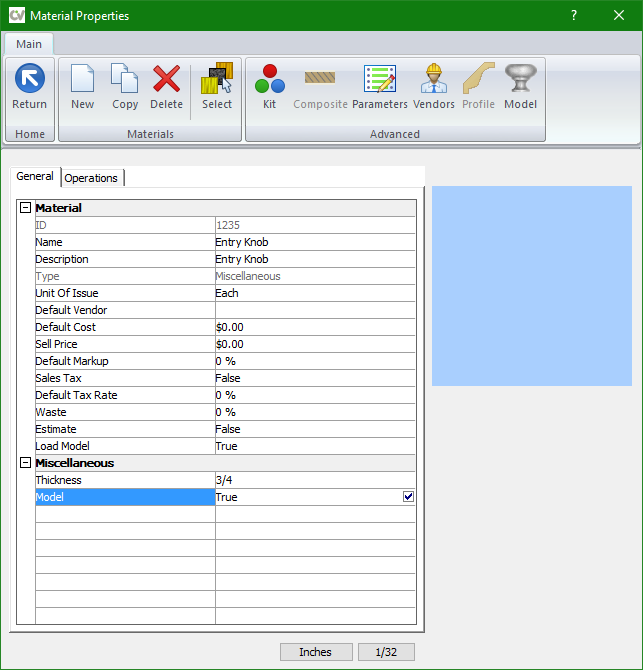 CV Material Properties ?
Main
Return New Copy Delete Select Kit Composite Parameters Vendors Profile Model
Home Materials Advanced
General Operations
Material
ID 1235
Name Entry Knob
Description Entry Knob
Type Miscellaneous
Unit Of Issue Each
Default Vendor
Default Cost $0.00
Sell Price $0.00
Default Markup 0 %
Sales Tax False
Default Tax Rate 0 %
Waste 0 %
Estimate False
Load Model True
Miscellaneous
Thickness 3/4
Model True
Inches 1/32